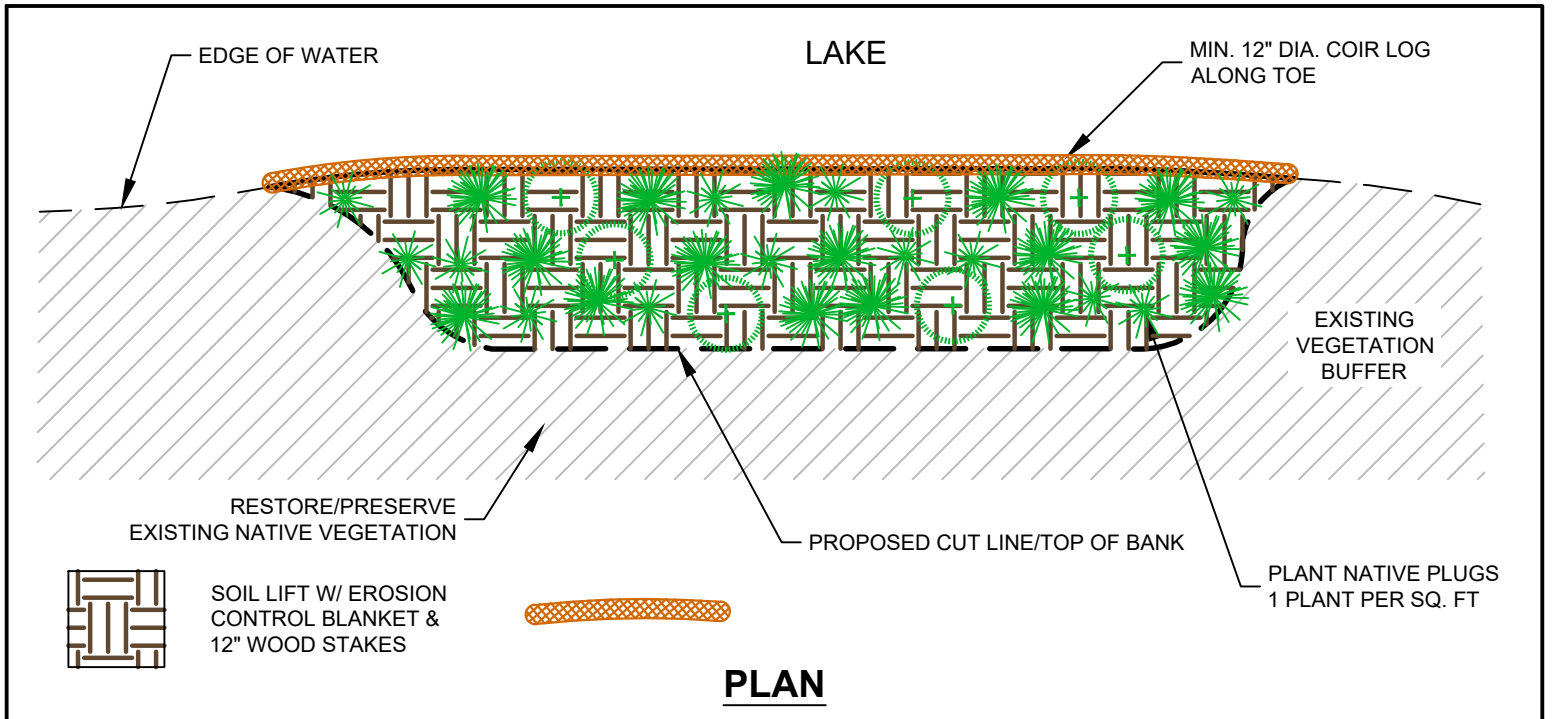 EDGE OF WATER
LAKE
MIN. 12" DIA. COIR LOG
ALONG TOE
EXISTING
VEGETATION
BUFFER
RESTORE/PRESERVE
EXISTING NATIVE VEGETATION
PROPOSED CUT LINE/TOP OF BANK
PLANT NATIVE PLUGS
1 PLANT PER SQ. FT
SOIL LIFT W/ EROSION
CONTROL BLANKET &
12" WOOD STAKES
PLAN